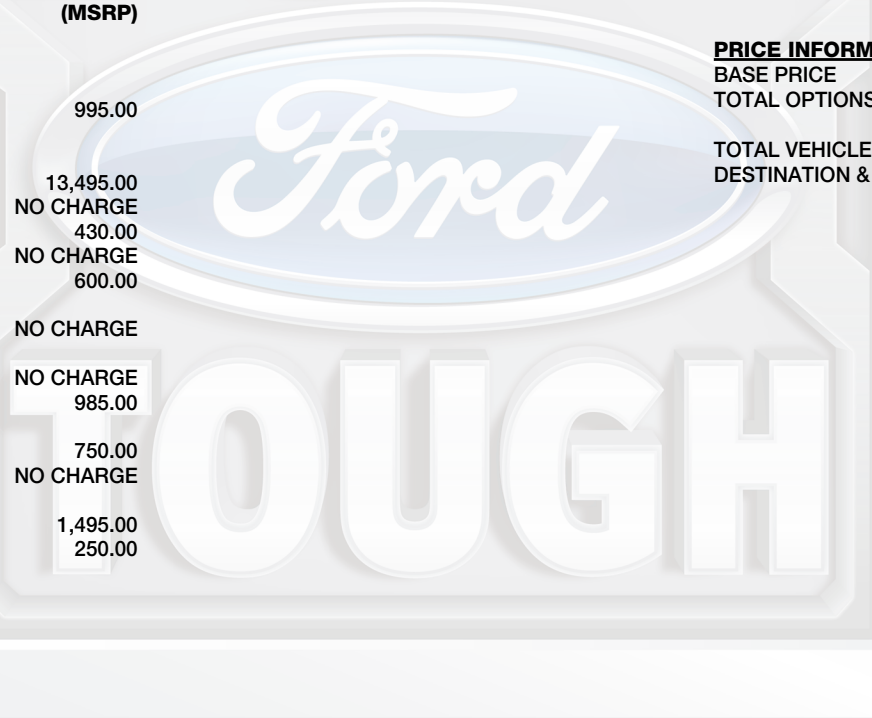 (MSRP)
995.00
13,495.00
NO CHARGE
430.00
NO CHARGE
600.00
NO CHARGE
NO CHARGE
985.00
750.00
NO CHARGE
1,495.00
250.00
PRICE INFORM
BASE PRICE
TOTAL OPTIONS
TOTAL VEHICLE
DESTINATION &
Ford
TOUGH